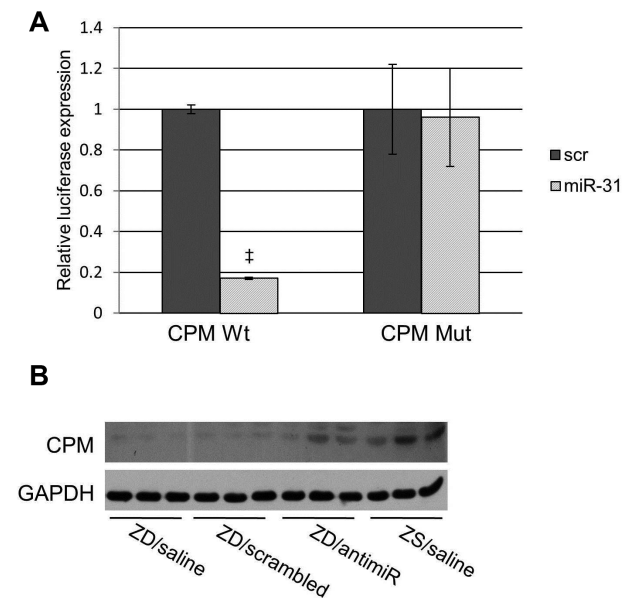 A
Relative luciferase expression
1.4
1.2
1
0.8
0.6
0.4
0.2
0
‡
CPM Wt
CPM Mut
scr
miR-31
B
CPM
GAPDH
ZD/saline
ZD/scrambled
ZD/antimiR
ZS/saline